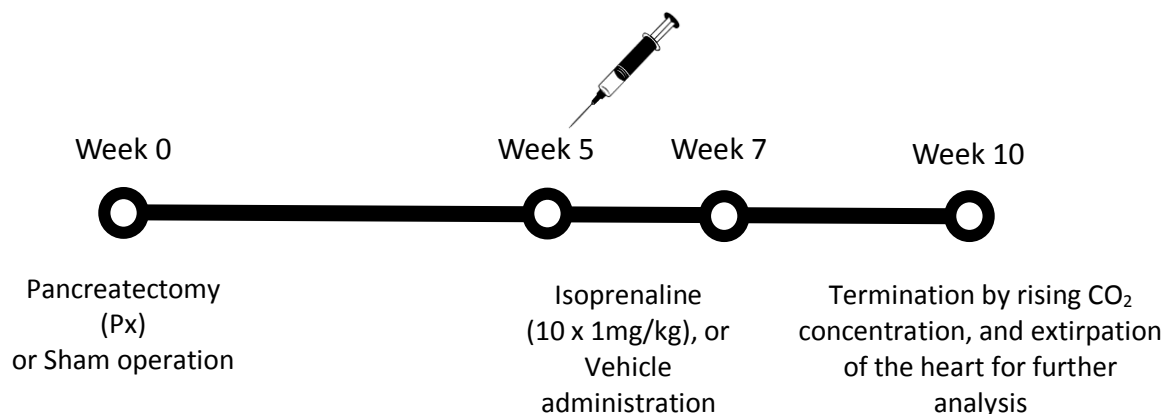 Week 0
Week 5
Week 7
Week 10
Pancreatectomy
(Px)
or Sham operation
Isoprenaline
(10 x 1mg/kg), or
Vehicle
administration
Termination by rising CO₂
concentration, and extirpation
of the heart for further
analysis